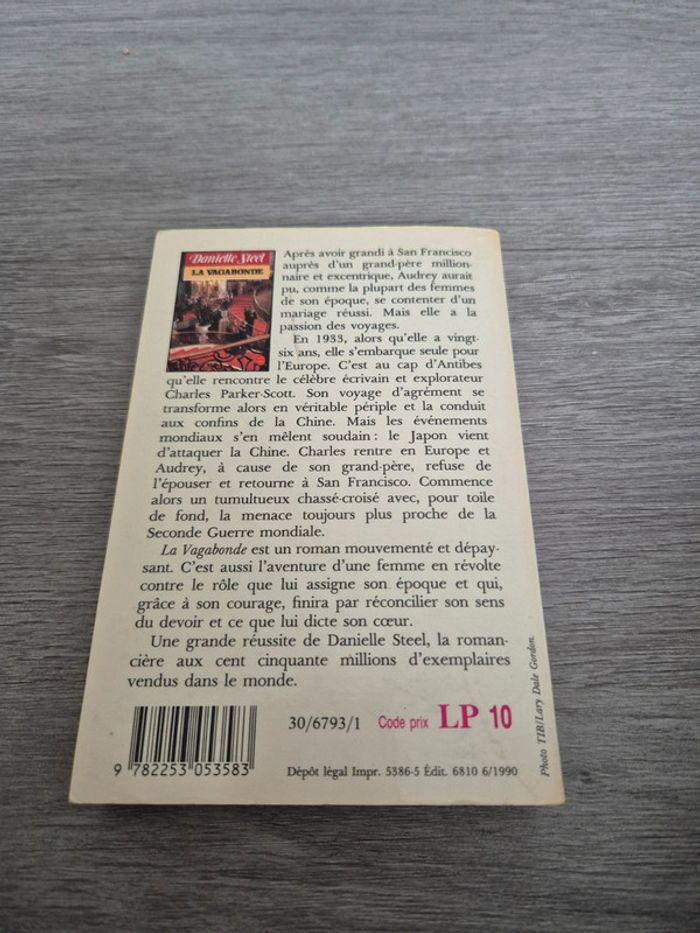 Danielle Steel
LA VAGABONDE
Après avoir grandi à San Francisco
auprès d'un grand-père million-
naire et excentrique, Audrey aurait
pu, comme la plupart des femmes
de son époque, se contenter d'un
mariage réussi. Mais elle a la
passion des voyages.
En 1933, alors qu'elle a vingt-
six ans, elle s'embarque seule pour
l'Europe. C'est au cap d'Antibes
qu'elle rencontre le célèbre écrivain et explorateur
Charles Parker-Scott. Son voyage d'agrément se
transforme alors en véritable périple et la conduit
aux confins de la Chine. Mais les événements
mondiaux s'en mêlent soudain : le Japon vient
d'attaquer la Chine. Charles rentre en Europe et
Audrey, à cause de son grand-père, refuse de
l'épouser et retourne à San Francisco. Commence
alors un tumultueux chassé-croisé avec, pour toile
de fond, la menace toujours plus proche de la
Seconde Guerre mondiale.
La Vagabonde est un roman mouvementé et dépay-
sant. C'est aussi l'aventure d'une femme en révolte
contre le rôle que lui assigne son époque et qui,
grâce à son courage, finira par réconcilier son sens
du devoir et ce que lui dicte son cœur.
Une grande réussite de Danielle Steel, la roman-
cière aux cent cinquante millions d'exemplaires
vendus dans le monde.
30/6793/1 Code prix LP 10
9 782253 053583
Dépôt légal Impr. 5386-5 Édit. 6810 6/1990
Photo TIB/Lary Dale Gordon.